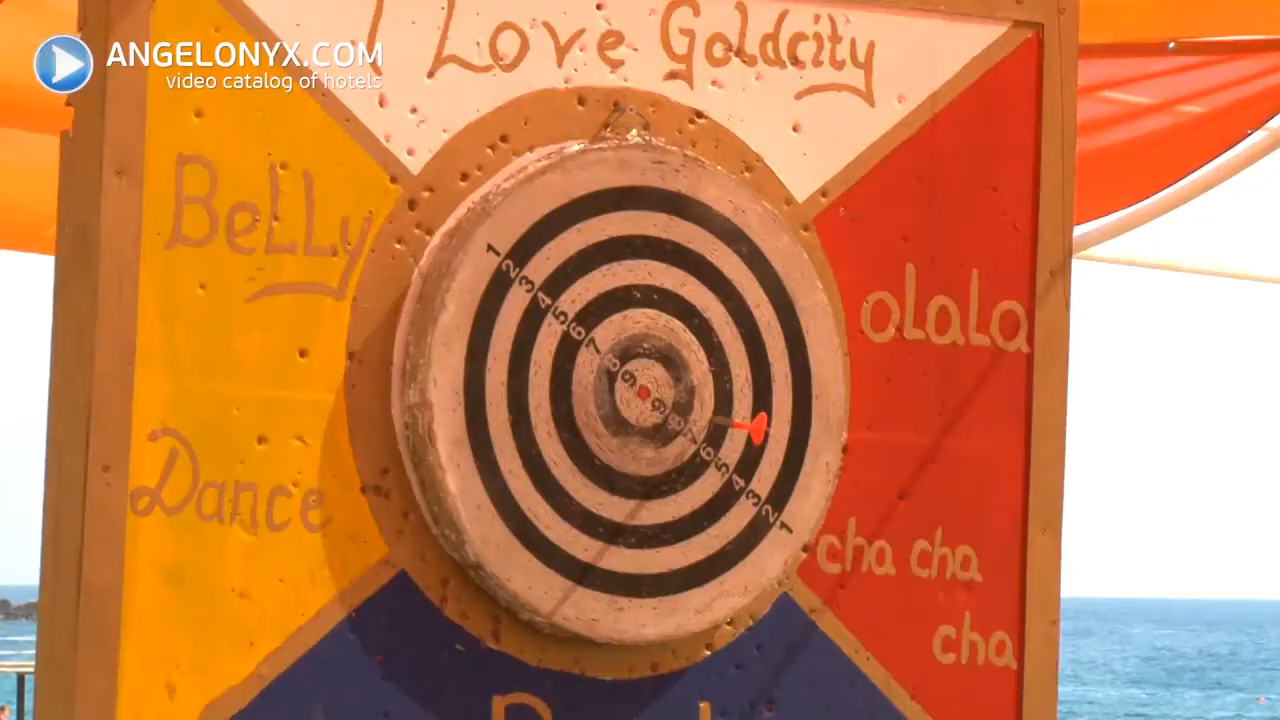 ANGELONYX.COM
video catalog of hotels
I Love Goldcity
BeLLy
Dance
oLaLa
cha cha
cha
1 2 3 4 5 6 7 8 9
9 8 7 6 5 4 3 2 1